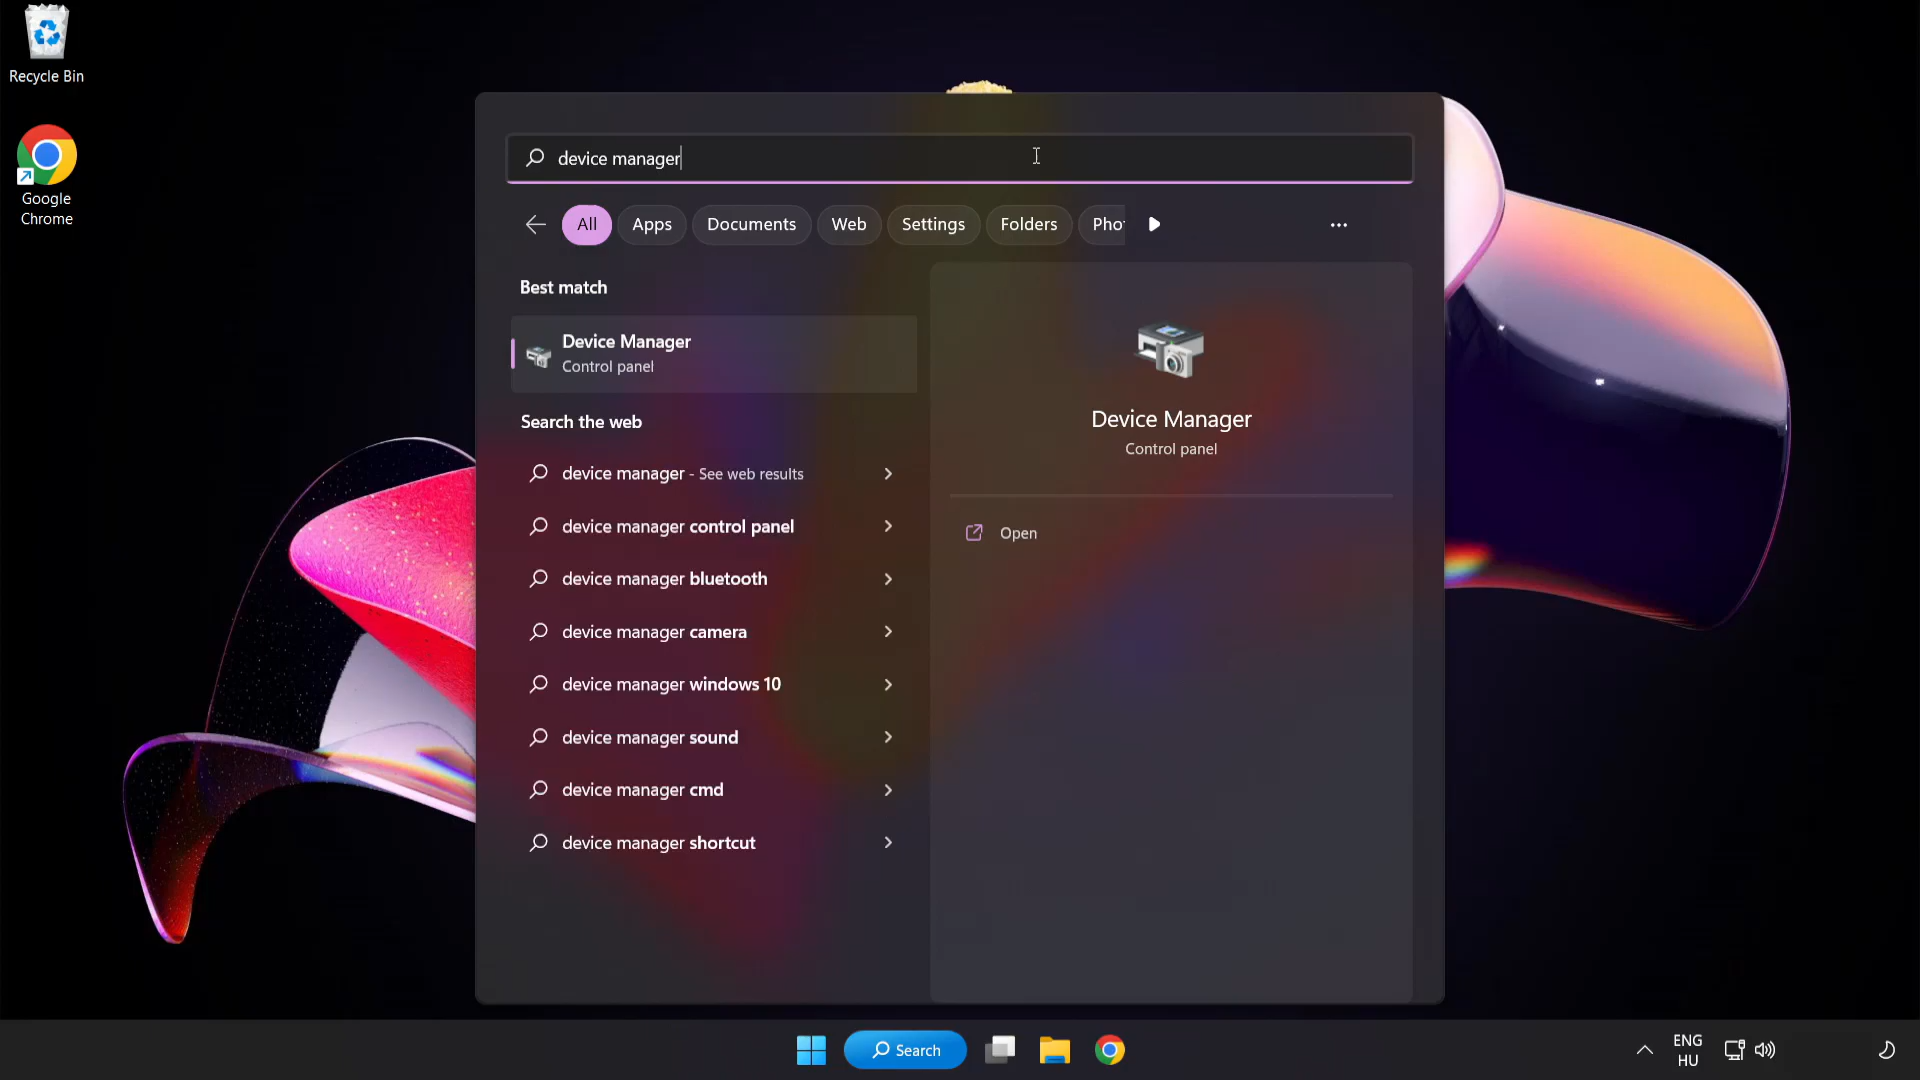 Recycle Bin
Google
Chrome
device manager
All
Apps
Documents
Web
Settings
Folders
Best match
Device Manager
Control panel
Search the web
device manager - See web results
device manager control panel
device manager bluetooth
device manager camera
device manager windows 10
device manager sound
device manager cmd
device manager shortcut
Device Manager
Control panel
Open
Search
ENG
HU